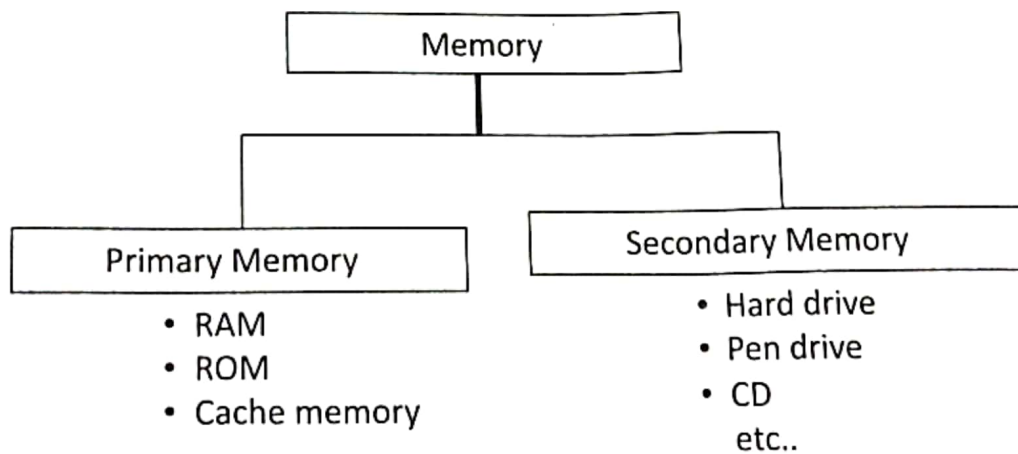 Memory
Primary Memory
• RAM
• ROM
• Cache memory
Secondary Memory
• Hard drive
• Pen drive
• CD
etc..